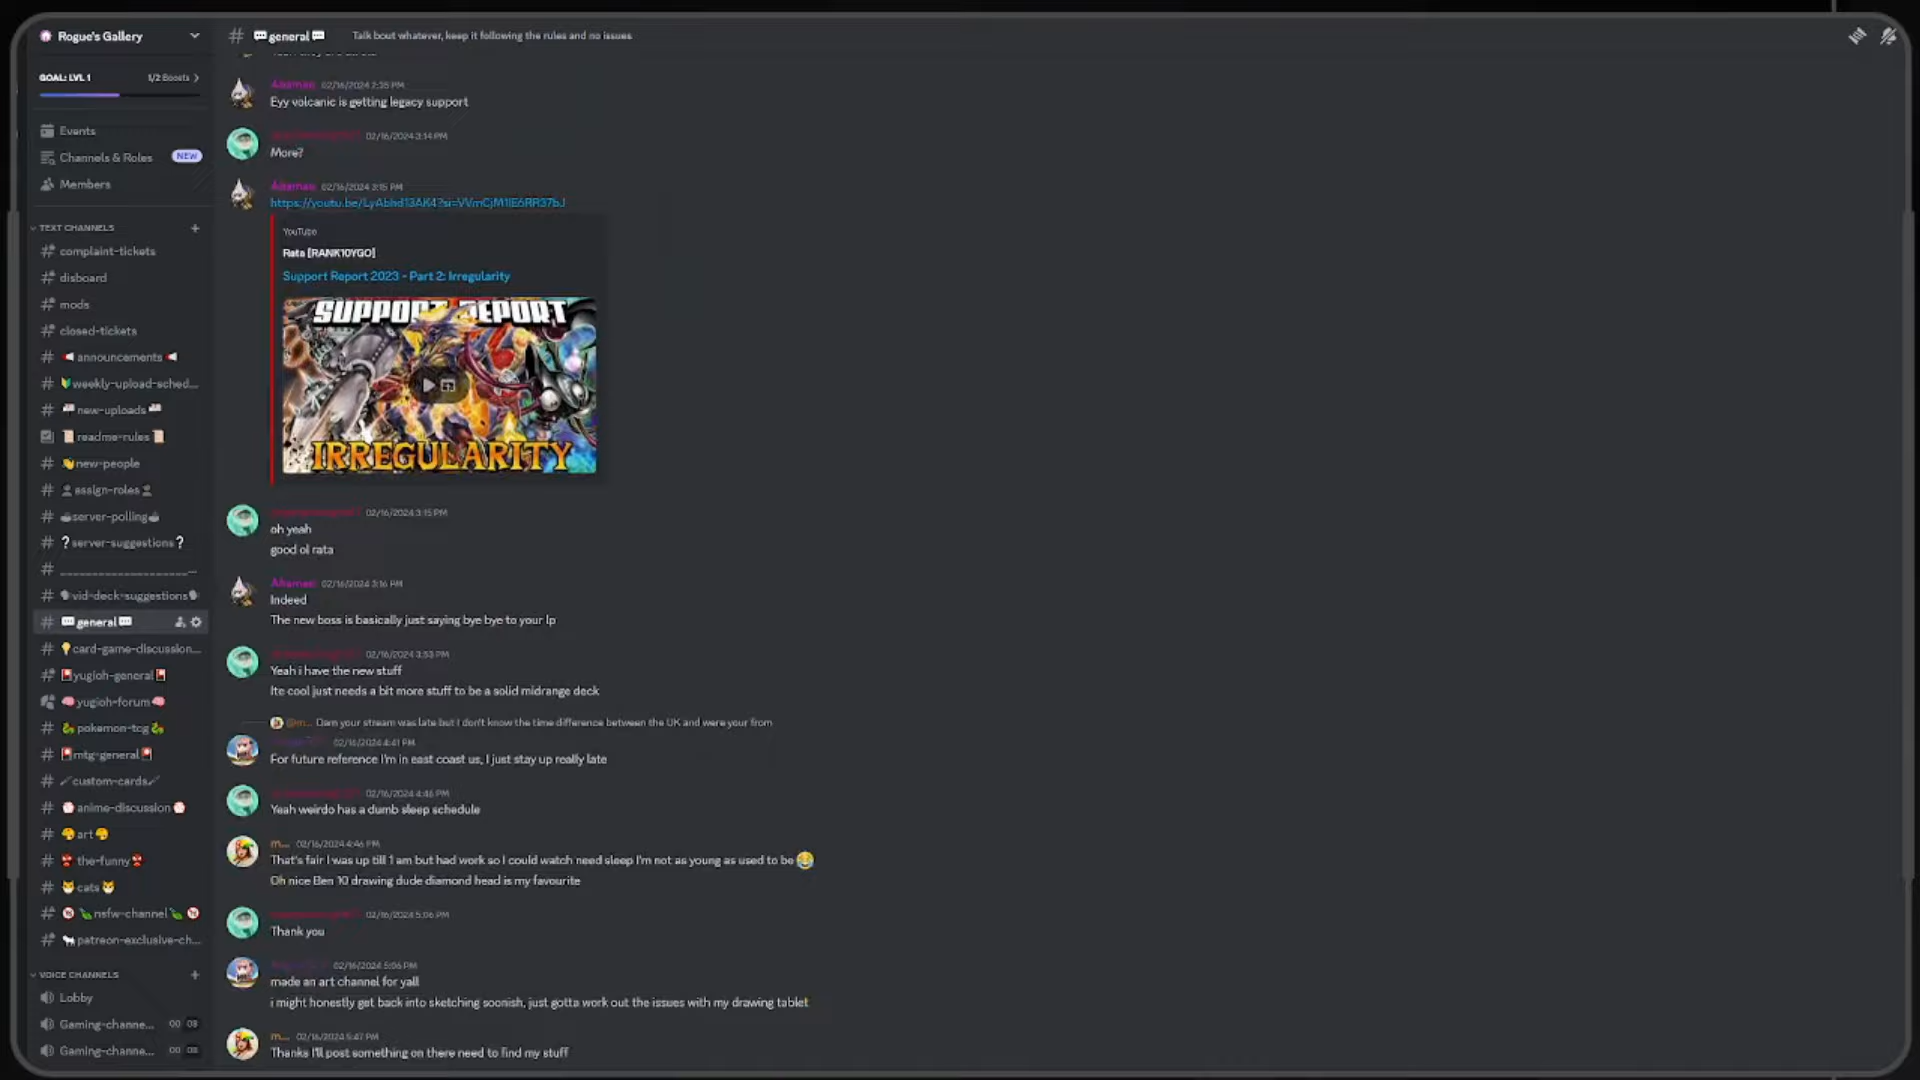 Rogue's Gallery
GOAL: LVL 1
1/2 Boosts
Events
Channels & Roles
NEW
Members
TEXT CHANNELS
complaint-tickets
disboard
mods
closed-tickets
announcements
weekly-upload-sched...
new-uploads
readme-rules
new-people
assign-roles
server-polling
server-suggestions
vid-deck-suggestions
general
card-game-discussion...
yugioh-general
yugioh-forum
pokemon-tcg
mtg-general
custom-cards
anime-discussion
art
the-funny
cats
nsfw-channel
patreon-exclusive-ch...
VOICE CHANNELS
Lobby
Gaming-channe... 00 08
Gaming-channe... 00 08
general
Talk bout whatever, keep it following the rules and no issues
02/16/2024 2:35 PM
Eyy volcanic is getting legacy support
02/16/2024 3:14 PM
More?
02/16/2024 3:15 PM
YouTube
Rata [RANK10YGO]
Support Report 2023 - Part 2: Irregularity
SUPPORT REPORT
IRREGULARITY
02/16/2024 3:15 PM
oh yeah
good ol rata
02/16/2024 3:16 PM
Indeed
The new boss is basically just saying bye bye to your lp
02/16/2024 3:53 PM
Yeah i have the new stuff
Ite cool just needs a bit more stuff to be a solid midrange deck
@m... Dam your stream was late but I don't know the time difference between the UK and were your from
02/16/2024 4:41 PM
For future reference I'm in east coast us, I just stay up really late
02/16/2024 4:46 PM
Yeah weirdo has a dumb sleep schedule
m... 02/16/2024 4:46 PM
That's fair I was up till 1 am but had work so I could watch need sleep I'm not as young as used to be
Oh nice Ben 10 drawing dude diamond head is my favourite
02/16/2024 5:06 PM
Thank you
02/16/2024 5:06 PM
made an art channel for yall
i might honestly get back into sketching soonish, just gotta work out the issues with my drawing tablet
m... 02/16/2024 5:47 PM
Thanks I'll post something on there need to find my stuff